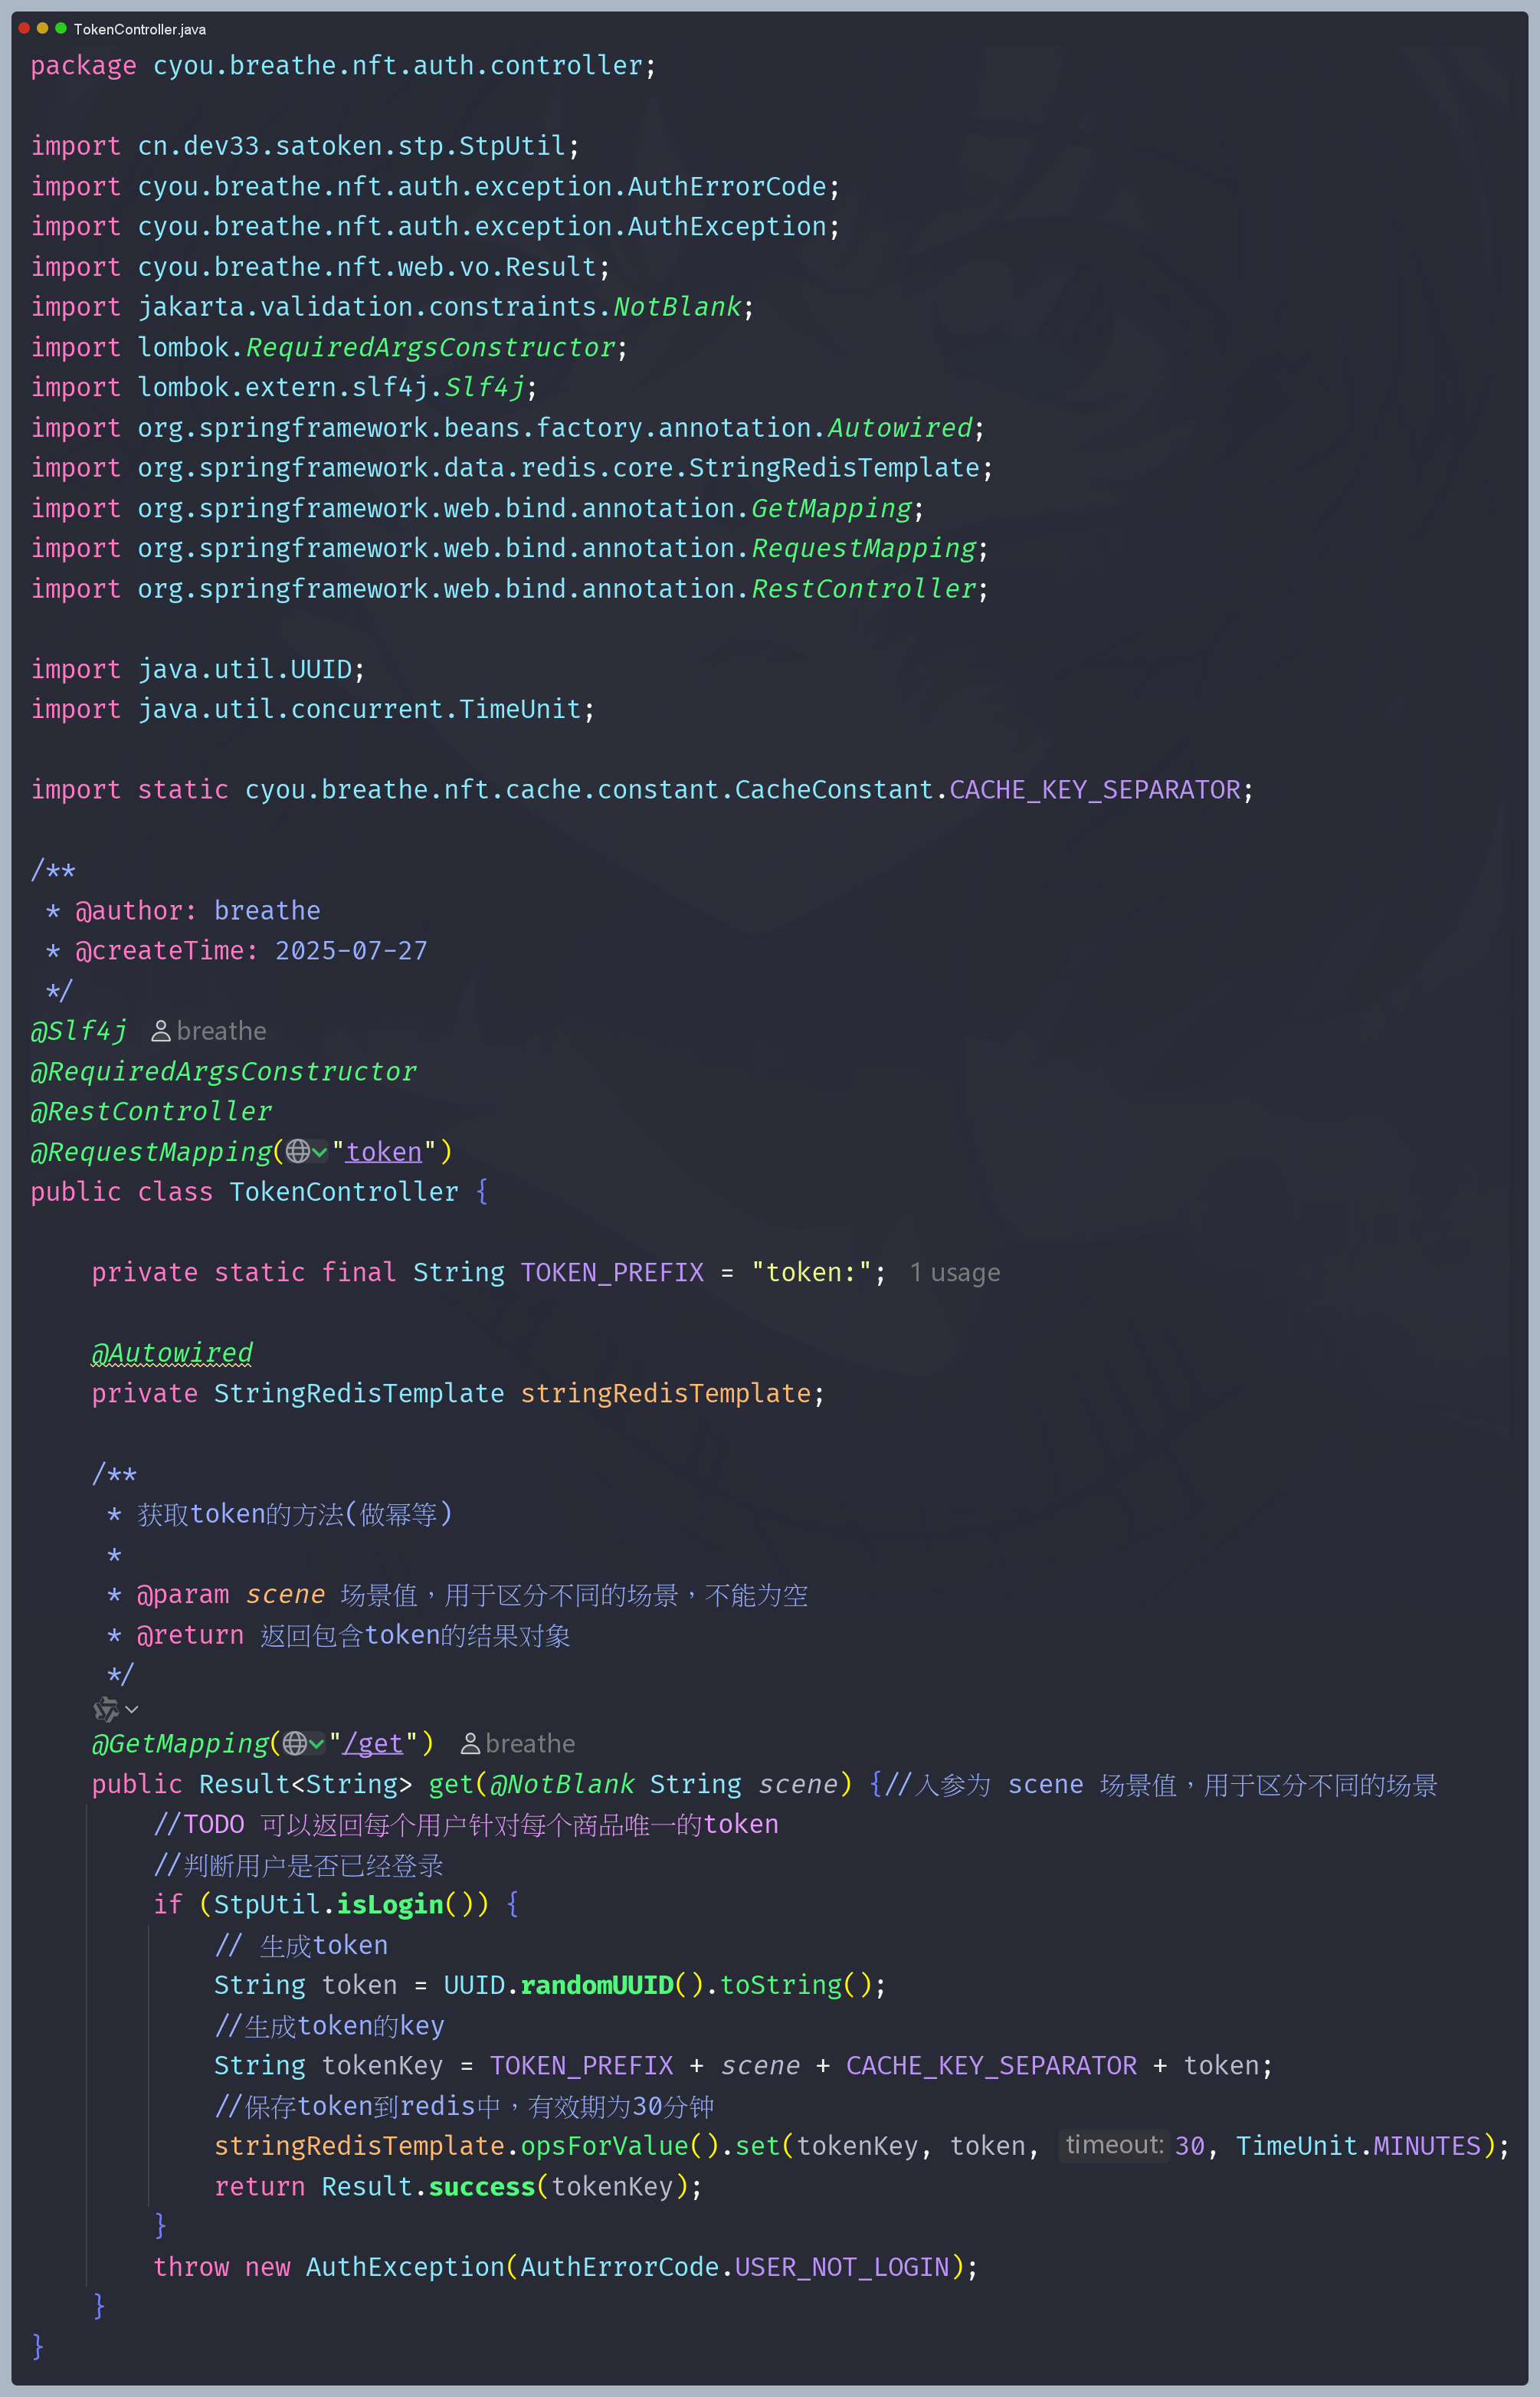 TokenController.java
package cyou.breathe.nft.auth.controller;
import cn.dev33.satoken.stp.StpUtil;
import cyou.breathe.nft.auth.exception.AuthErrorCode;
import cyou.breathe.nft.auth.exception.AuthException;
import cyou.breathe.nft.web.vo.Result;
import jakarta.validation.constraints.NotBlank;
import lombok.RequiredArgsConstructor;
import lombok.extern.slf4j.Slf4j;
import org.springframework.beans.factory.annotation.Autowired;
import org.springframework.data.redis.core.StringRedisTemplate;
import org.springframework.web.bind.annotation.GetMapping;
import org.springframework.web.bind.annotation.RequestMapping;
import org.springframework.web.bind.annotation.RestController;
import java.util.UUID;
import java.util.concurrent.TimeUnit;
import static cyou.breathe.nft.cache.constant.CacheConstant.CACHE_KEY_SEPARATOR;
/**
 * @author: breathe
 * @createTime: 2025-07-27
 */
@Slf4j breathe
@RequiredArgsConstructor
@RestController
@RequestMapping("token")
public class TokenController {
    private static final String TOKEN_PREFIX = "token:"; 1 usage
    @Autowired
    private StringRedisTemplate stringRedisTemplate;
    /**
     * 获取token的方法(做幂等)
     *
     * @param scene 场景值，用于区分不同的场景，不能为空
     * @return 返回包含token的结果对象
     */
    @GetMapping("/get") breathe
    public Result<String> get(@NotBlank String scene) {//入参为 scene 场景值，用于区分不同的场景
        //TODO 可以返回每个用户针对每个商品唯一的token
        //判断用户是否已经登录
        if (StpUtil.isLogin()) {
            // 生成token
            String token = UUID.randomUUID().toString();
            //生成token的key
            String tokenKey = TOKEN_PREFIX + scene + CACHE_KEY_SEPARATOR + token;
            //保存token到redis中，有效期为30分钟
            stringRedisTemplate.opsForValue().set(tokenKey, token, timeout: 30, TimeUnit.MINUTES);
            return Result.success(tokenKey);
        }
        throw new AuthException(AuthErrorCode.USER_NOT_LOGIN);
    }
}